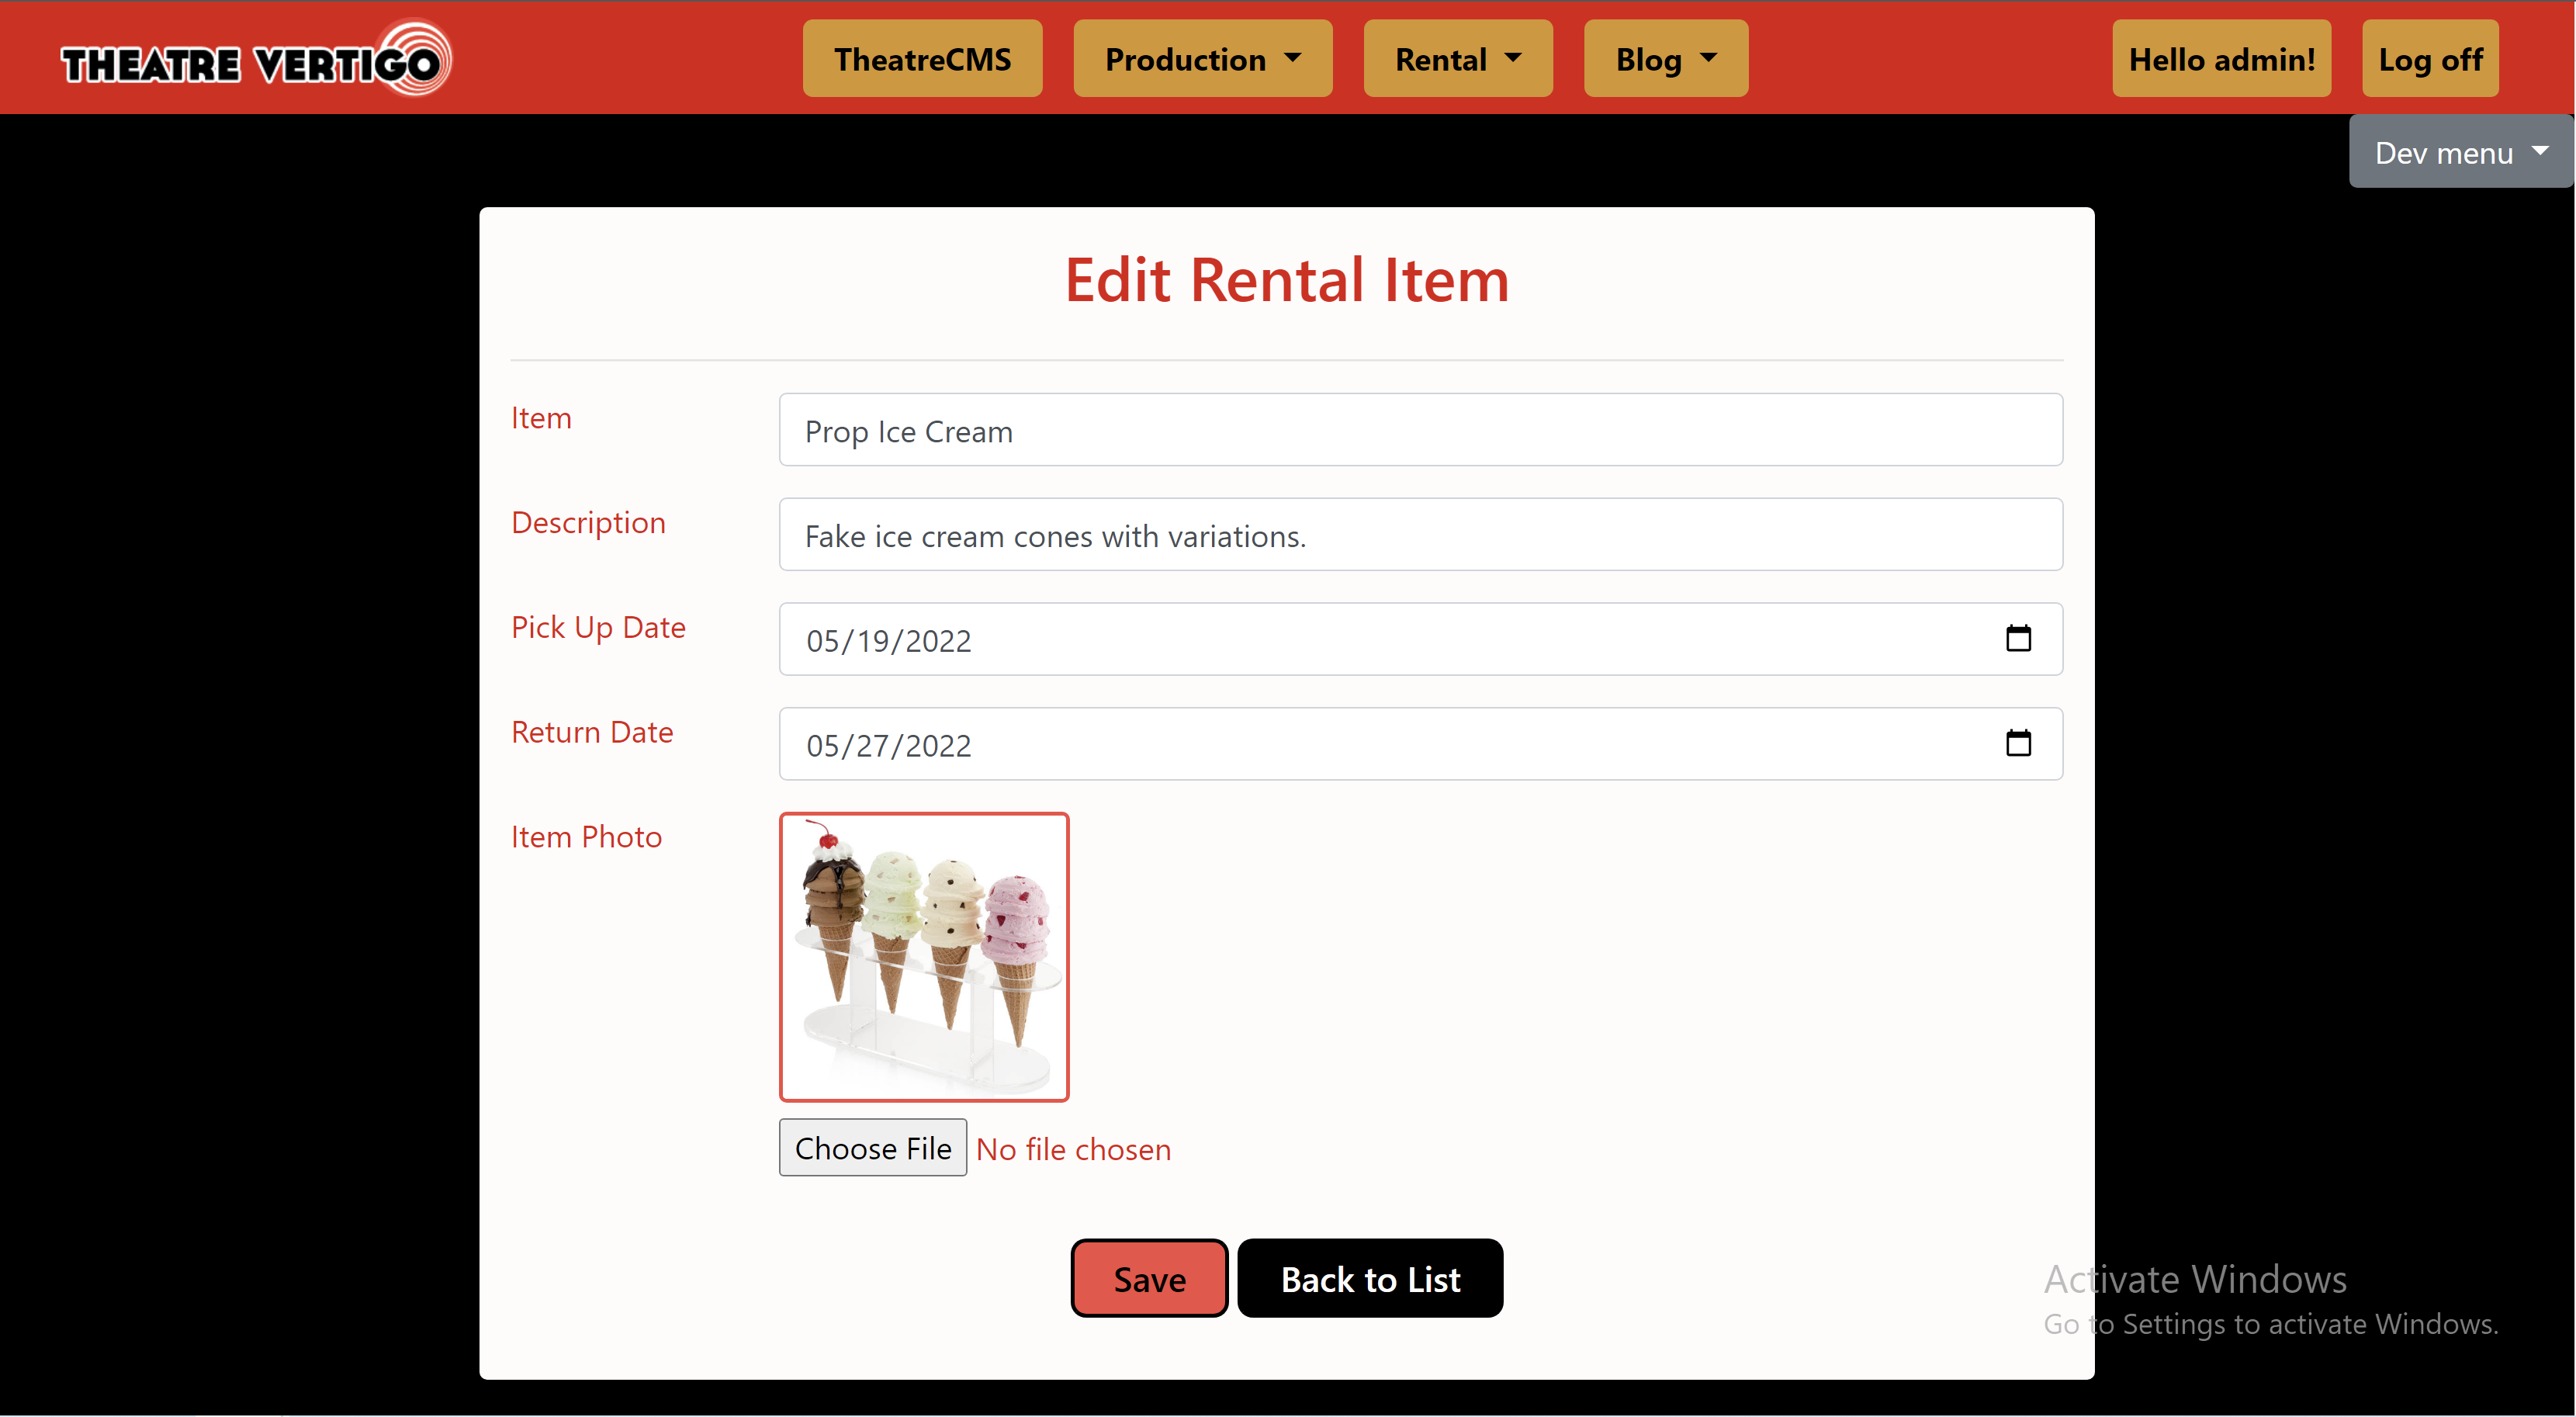 THEATRE VERTIGO
TheatreCMS
Production
Rental
Blog
Hello admin!
Log off
Dev menu
Edit Rental Item
Item
Prop Ice Cream
Description
Fake ice cream cones with variations.
Pick Up Date
05/19/2022
Return Date
05/27/2022
Item Photo
Choose File No file chosen
Save
Back to List
Activate Windows
Go to Settings to activate Windows.